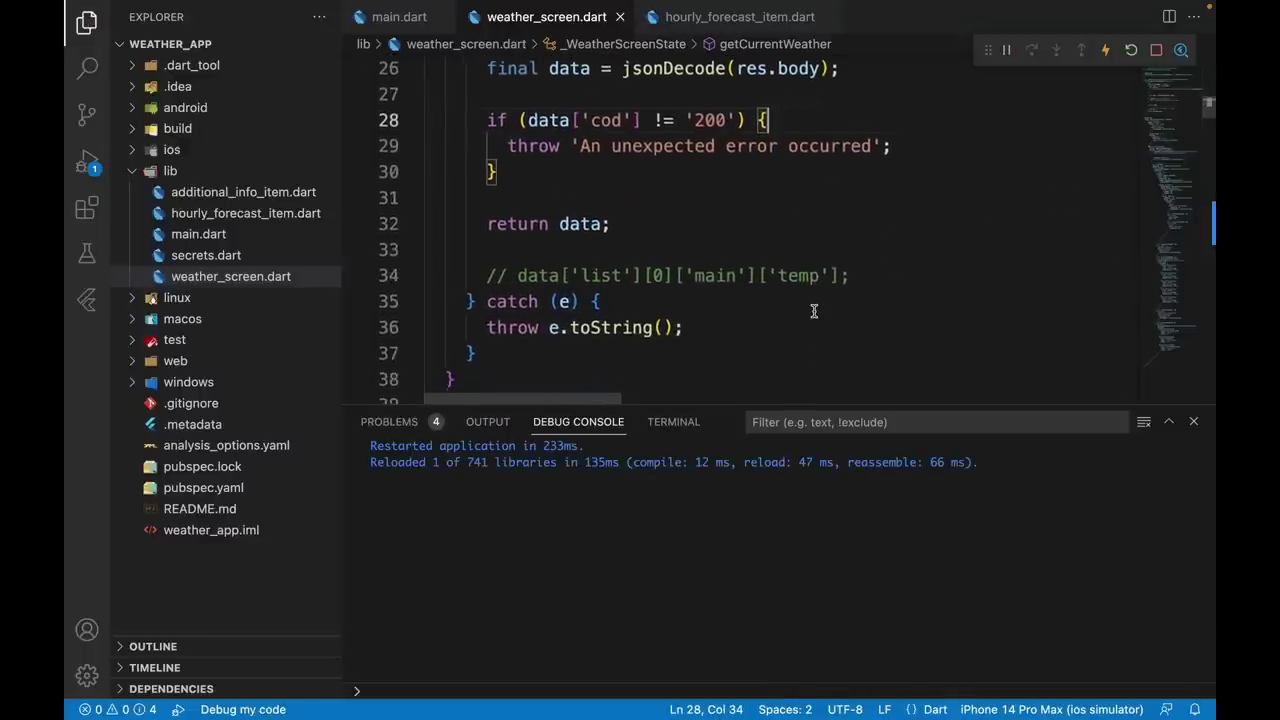 EXPLORER
WEATHER_APP
.dart_tool
.idea
android
build
ios
lib
additional_info_item.dart
hourly_forecast_item.dart
main.dart
secrets.dart
weather_screen.dart
linux
macos
test
web
windows
.gitignore
.metadata
analysis_options.yaml
pubspec.lock
pubspec.yaml
README.md
weather_app.iml
OUTLINE
TIMELINE
DEPENDENCIES
1
main.dart
weather_screen.dart
hourly_forecast_item.dart
lib > weather_screen.dart > _WeatherScreenState > getCurrentWeather
26 final data = jsonDecode(res.body);
27
28 if (data['cod'] != '200') {
29 throw 'An unexpected error occurred';
30 }
31
32 return data;
33
34 // data['list'][0]['main']['temp'];
35 } catch (e) {
36 throw e.toString();
37 }
38 }
PROBLEMS 4 OUTPUT DEBUG CONSOLE TERMINAL Filter (e.g. text, !exclude)
Restarted application in 233ms.
Reloaded 1 of 741 libraries in 135ms (compile: 12 ms, reload: 47 ms, reassemble: 66 ms).
>
0 0 4 Debug my code Ln 28, Col 34 Spaces: 2 UTF-8 LF {} Dart iPhone 14 Pro Max (ios simulator)